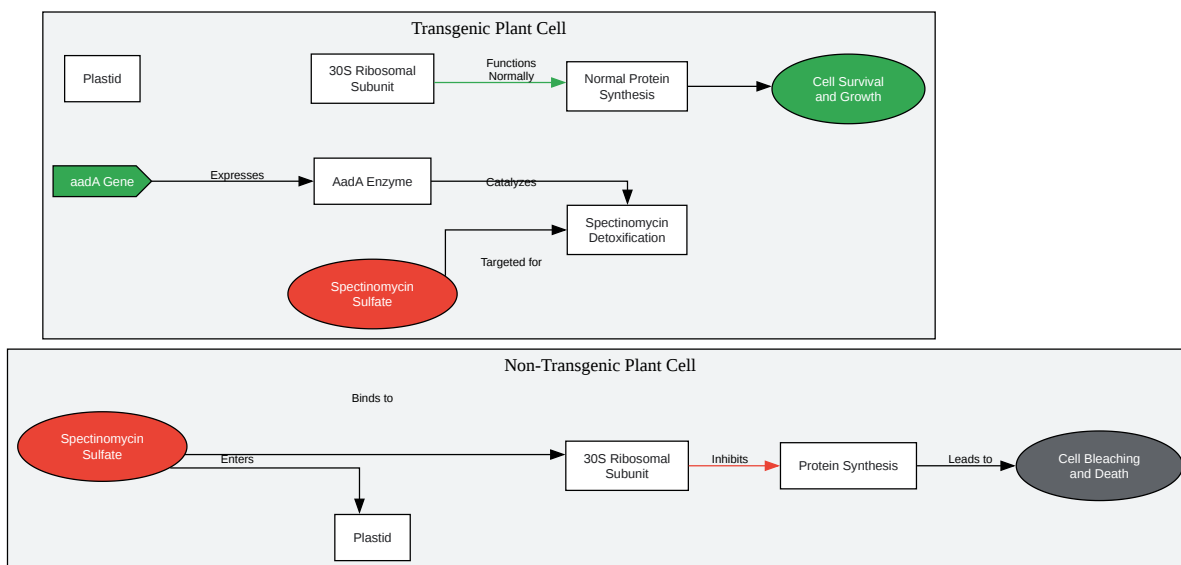 Transgenic Plant Cell
Plastid
30S Ribosomal
Subunit
Functions
Normally
Normal Protein
Synthesis
Cell Survival
and Growth
aadA Gene
Expresses
AadA Enzyme
Catalyzes
Spectinomycin
Detoxification
Targeted for
Spectinomycin
Sulfate
Non-Transgenic Plant Cell
Binds to
Spectinomycin
Sulfate
Enters
30S Ribosomal
Subunit
Inhibits
Protein Synthesis
Leads to
Cell Bleaching
and Death
Plastid